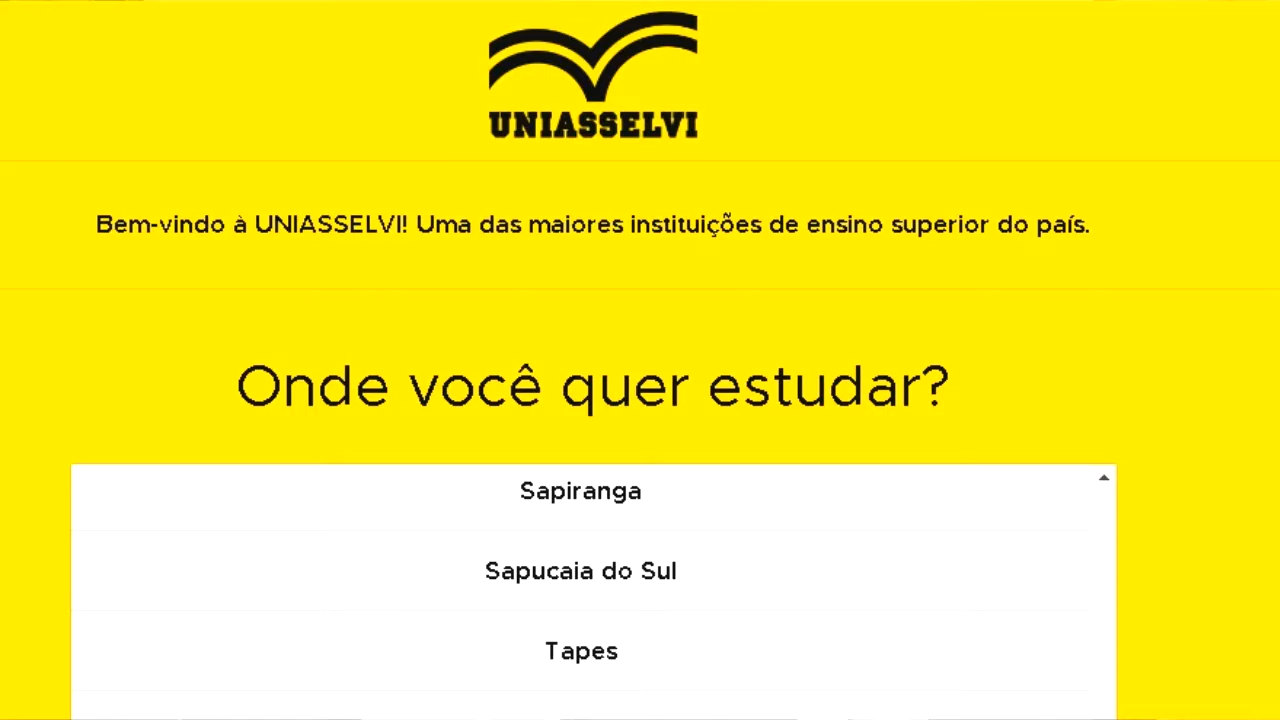 UNIASSELVI
Bem-vindo à UNIASSELVI! Uma das maiores instituições de ensino superior do país.
Onde você quer estudar?
Sapiranga
Sapucaia do Sul
Tapes